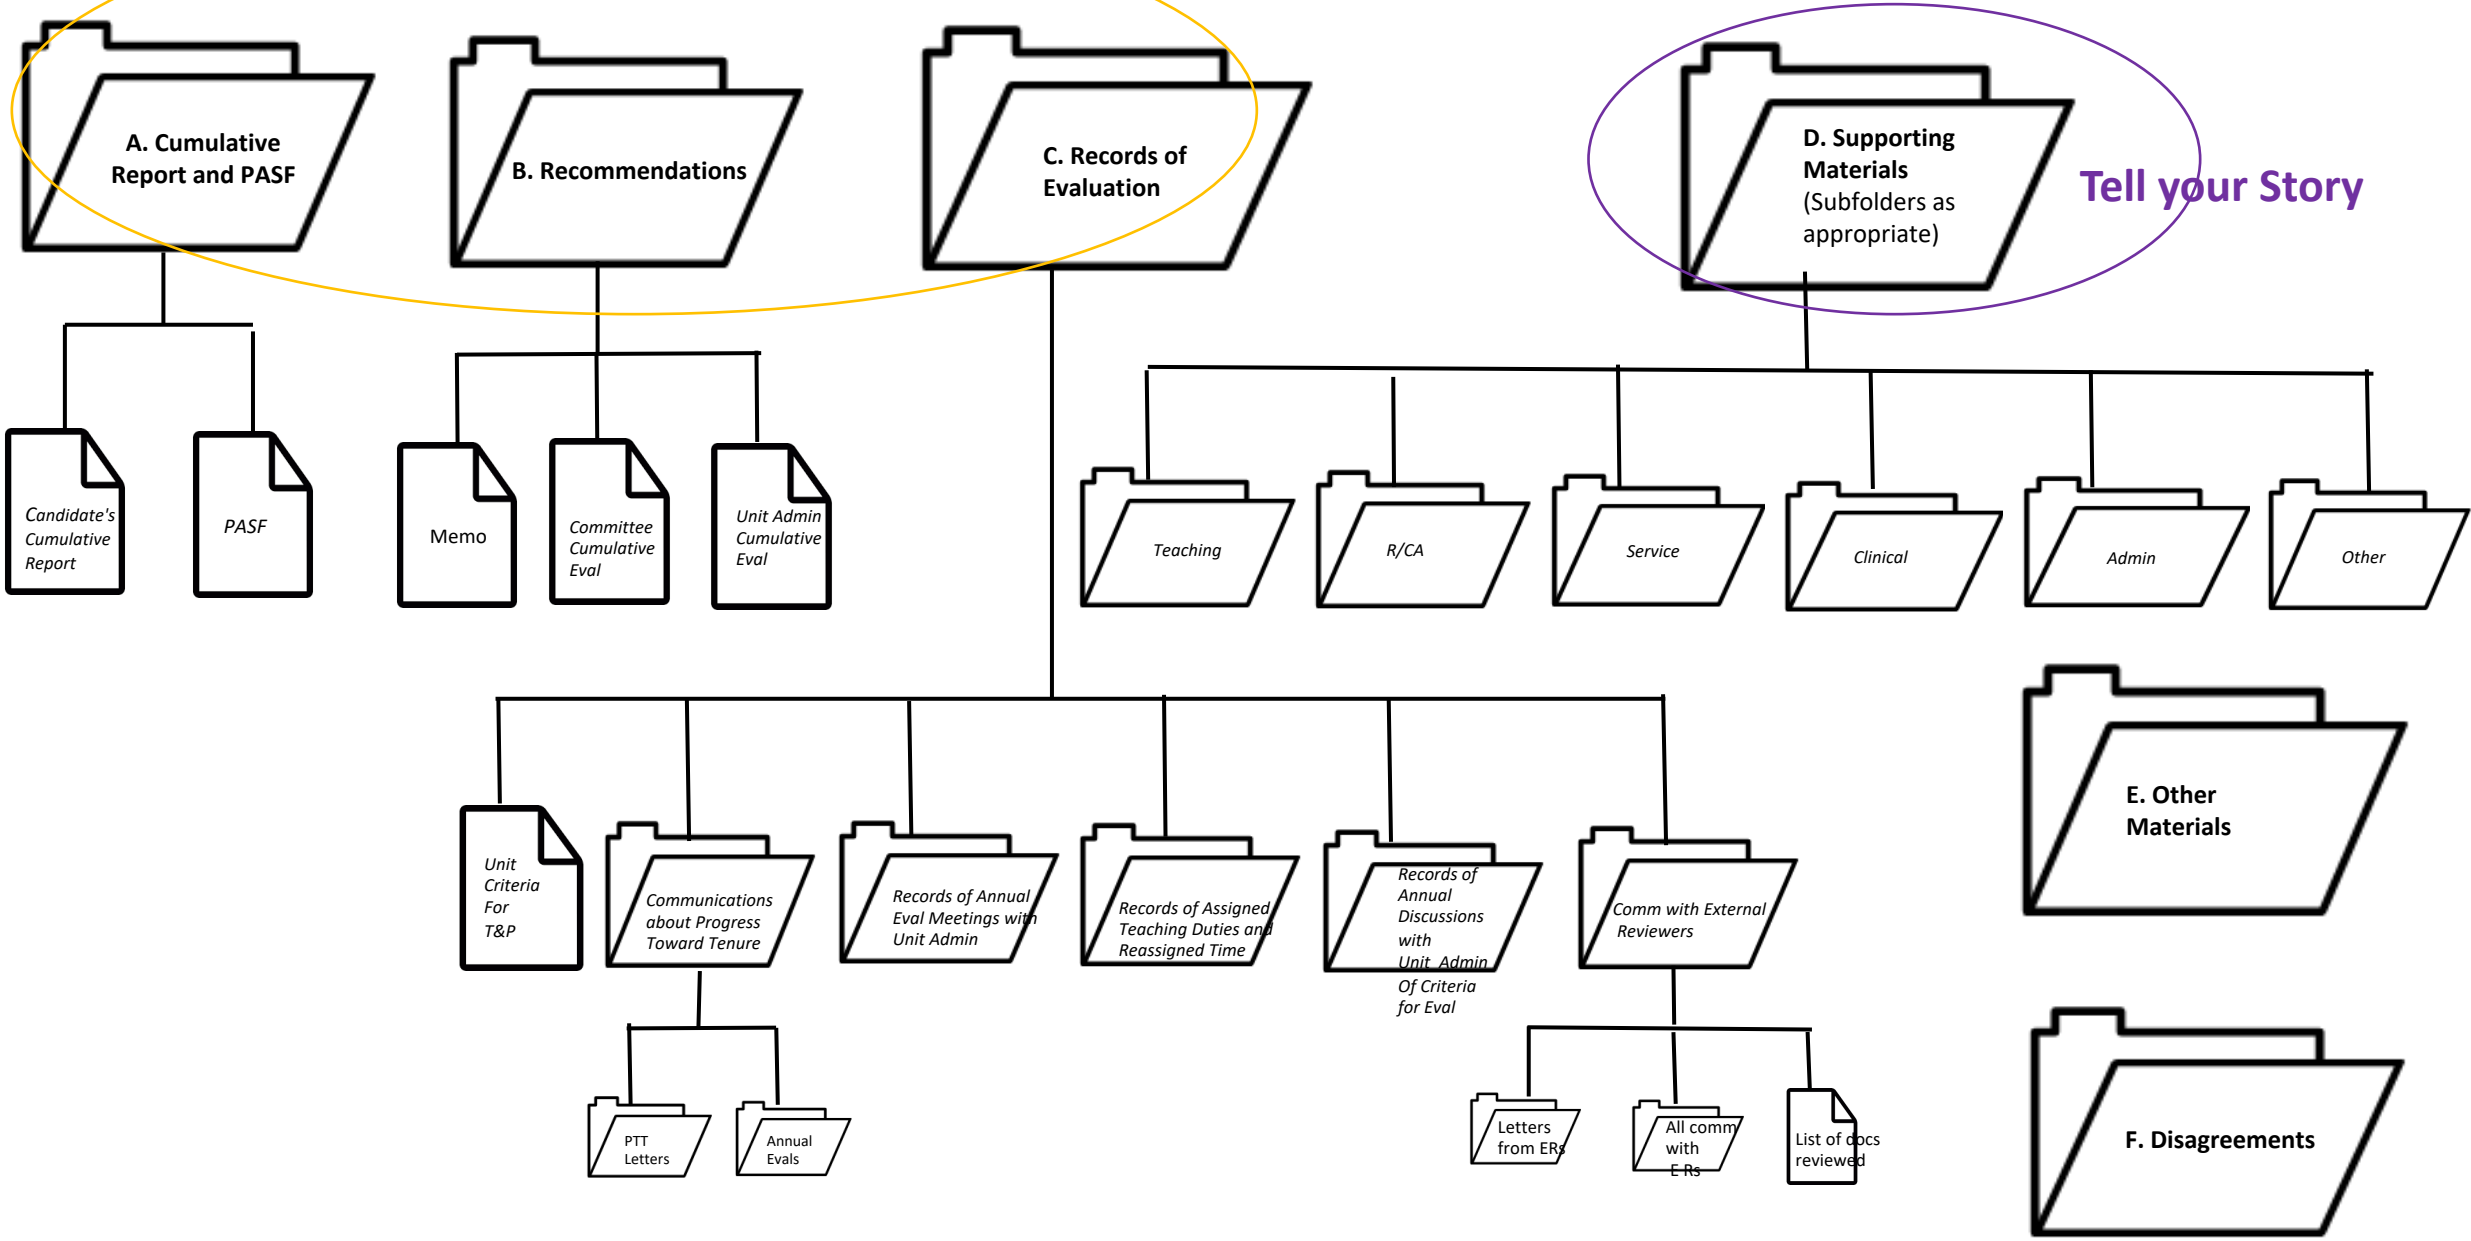 A. Cumulative
Report and PASF
B. Recommendations
C. Records of
Evaluation
D. Supporting
Materials
(Subfolders as
appropriate)
Tell your Story
Candidate's
Cumulative
Report
PASF
Memo
Committee
Cumulative
Eval
Unit Admin
Cumulative
Eval
Teaching
R/CA
Service
Clinical
Admin
Other
Unit
Criteria
For
T&P
Communications
about Progress
Toward Tenure
Records of Annual
Eval Meetings with
Unit Admin
Records of Assigned
Teaching Duties and
Reassigned Time
Records of
Annual
Discussions
with
Unit Admin
Of Criteria
for Eval
Comm with External
Reviewers
E. Other
Materials
PTT
Letters
Annual
Evals
Letters
from ERs
All comm
with
E Rs
List of docs
reviewed
F. Disagreements